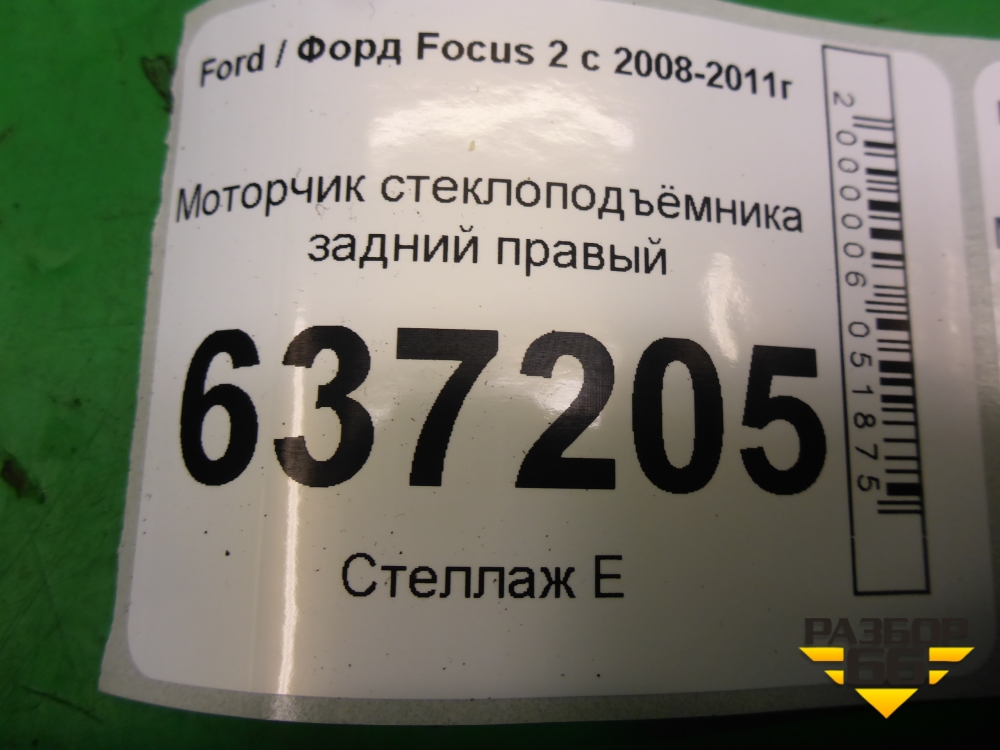 Ford / Форд Focus 2 с 2008-2011г
Моторчик стеклоподъёмника
задний правый
637205
Стеллаж Е
2000006051875
РАЗБОР
66